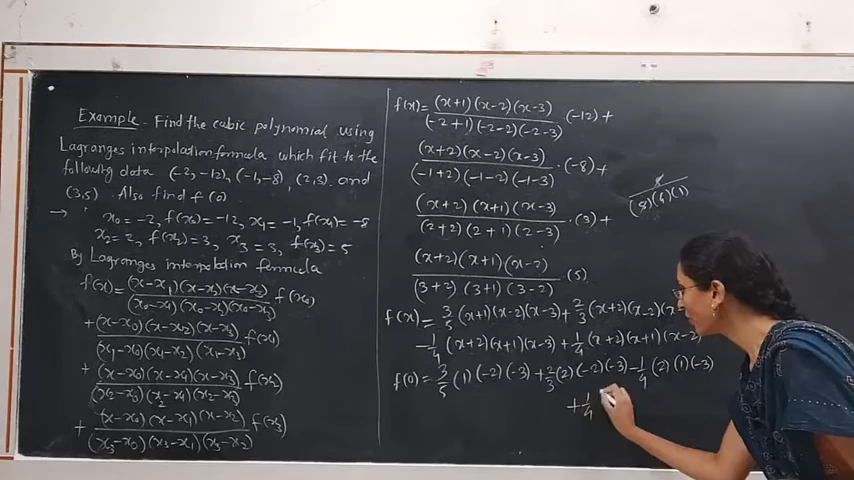 Example - Find the cubic polynomial using
Lagranges interpolation formula which fit to the
following data (-2,-12), (-1,-8), (2,3) and
(3,5). Also find f(0)
→ x₀ = -2, f(x₀) = -12, x₁ = -1, f(x₁) = -8
x₂ = 2, f(x₂) = 3, x₃ = 3, f(x₃) = 5
By Lagranges interpolation formula
f(x) = (x-x₁)(x-x₂)(x-x₃) / (x₀-x₁)(x₀-x₂)(x₀-x₃) f(x₀)
+ (x-x₀)(x-x₂)(x-x₃) / (x₁-x₀)(x₁-x₂)(x₁-x₃) f(x₁)
+ (x-x₀)(x-x₁)(x-x₃) / (x₂-x₀)(x₂-x₁)(x₂-x₃) f(x₂)
+ (x-x₀)(x-x₁)(x-x₂) / (x₃-x₀)(x₃-x₁)(x₃-x₂) f(x₃)
f(x) = (x+1)(x-2)(x-3) / (-2+1)(-2-2)(-2-3) · (-12) +
(x+2)(x-2)(x-3) / (-1+2)(-1-2)(-1-3) · (-8) +
(x+2)(x+1)(x-3) / (2+2)(2+1)(2-3) · (3) +
(x+2)(x+1)(x-2) / (3+2)(3+1)(3-2) · (5)
(5)(4)(1)
f(x) = 3/5 (x+1)(x-2)(x-3) + 2/3 (x+2)(x-2)(x-
- 1/4 (x+2)(x+1)(x-3) + 1/4 (x+2)(x+1)(x-2
f(0) = 3/5 (1)(-2)(-3) + 2/3 (2)(-2)(-3) - 1/4 (2)(1)(-3)
+ 1/4